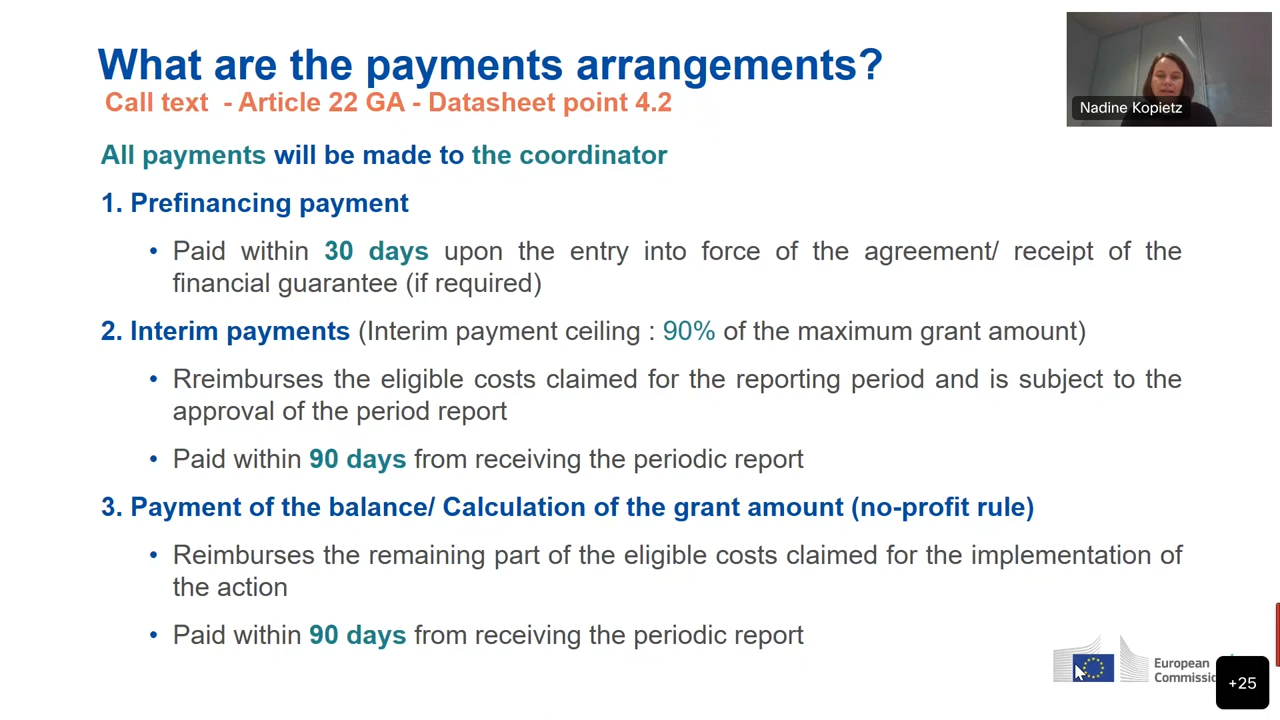 What are the payments arrangements?
Call text - Article 22 GA - Datasheet point 4.2
Nadine Kopietz
All payments will be made to the coordinator
1. Prefinancing payment
• Paid within 30 days upon the entry into force of the agreement/ receipt of the
financial guarantee (if required)
2. Interim payments (Interim payment ceiling : 90% of the maximum grant amount)
• Rreimburses the eligible costs claimed for the reporting period and is subject to the
approval of the period report
• Paid within 90 days from receiving the periodic report
3. Payment of the balance/ Calculation of the grant amount (no-profit rule)
• Reimburses the remaining part of the eligible costs claimed for the implementation of
the action
• Paid within 90 days from receiving the periodic report
European
Commiss
+25